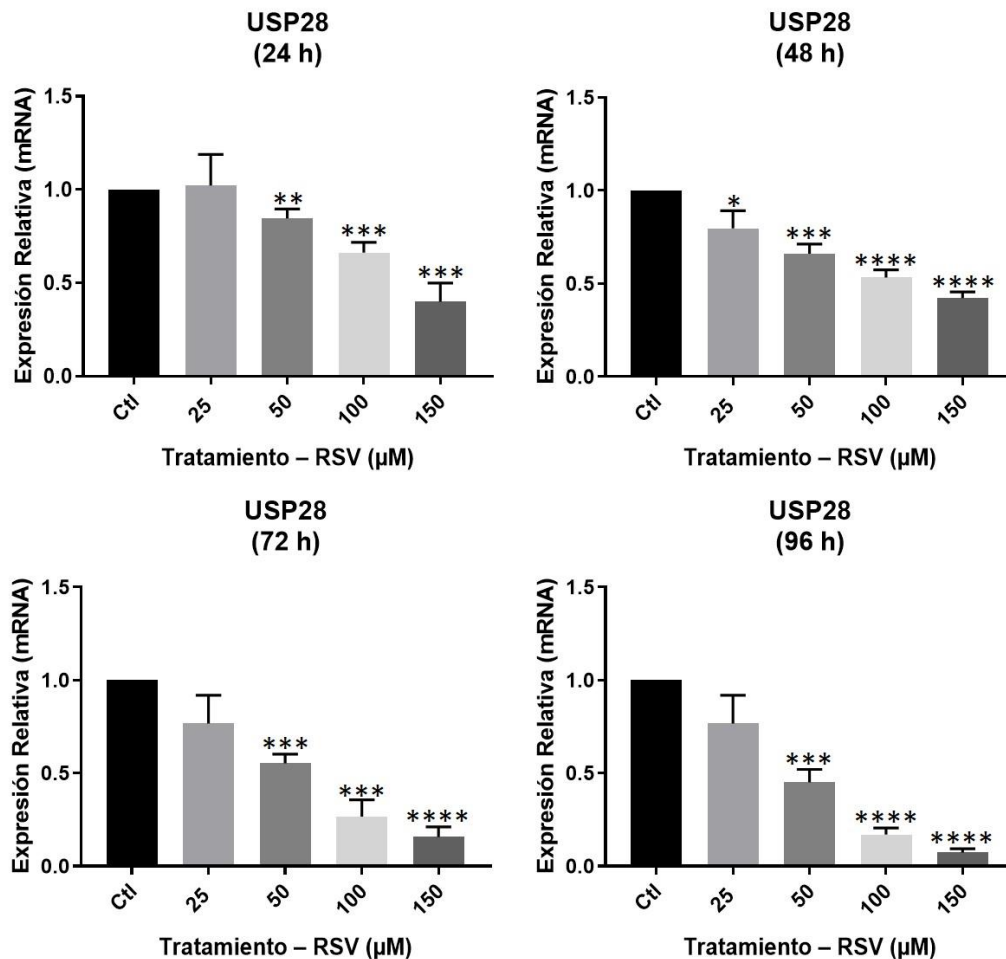 USP28
(24 h)
Expresión Relativa (mRNA)
1.5
1.0
0.5
0.0
**
***
***
Ctl
25
50
100
150
Tratamiento – RSV (µM)
USP28
(48 h)
Expresión Relativa (mRNA)
1.5
1.0
0.5
0.0
*
***
****
****
Ctl
25
50
100
150
Tratamiento – RSV (µM)
USP28
(72 h)
Expresión Relativa (mRNA)
1.5
1.0
0.5
0.0
***
***
****
Ctl
25
50
100
150
Tratamiento – RSV (µM)
USP28
(96 h)
Expresión Relativa (mRNA)
1.5
1.0
0.5
0.0
***
****
****
Ctl
25
50
100
150
Tratamiento – RSV (µM)